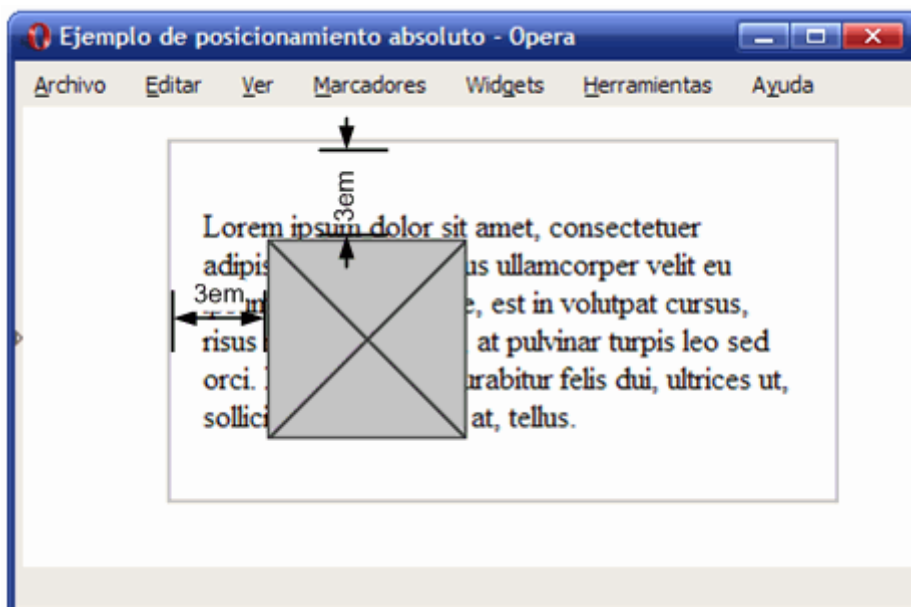 Ejemplo de posicionamiento absoluto - Opera
Archivo Editar Ver Marcadores Widgets Herramientas Ayuda
3em
Lorem ipsum dolor sit amet, consectetuer
adipis us ullamcorper velit eu
3em e, est in volutpat cursus,
risus at pulvinar turpis leo sed
orci. urabitur felis dui, ultrices ut,
sollici at, tellus.